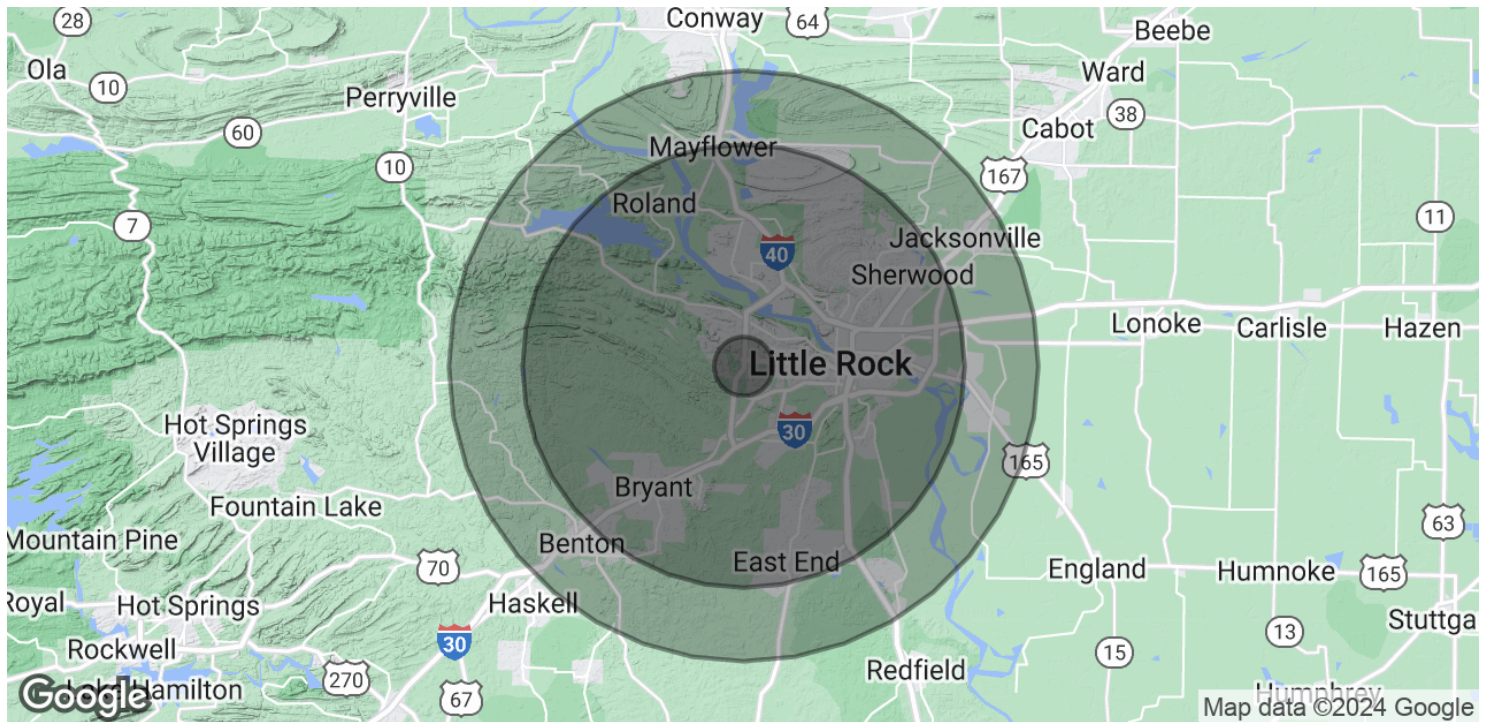 Conway
64
28
Beebe
Ola
10
Ward
Perryville
38
60
Cabot
Mayflower
10
167
Roland
7
11
Jacksonville
40
Sherwood
Lonoke
Carlisle
Hazen
Little Rock
Hot Springs
Village
30
165
Bryant
Fountain Lake
63
Mountain Pine
Benton
70
East End
England
Humnoke
165
Royal
Hot Springs
Haskell
Stuttga
30
13
Rockwell
15
Redfield
270
67
Lake Hamilton
Google
Humphrey
Map data ©2024 Google